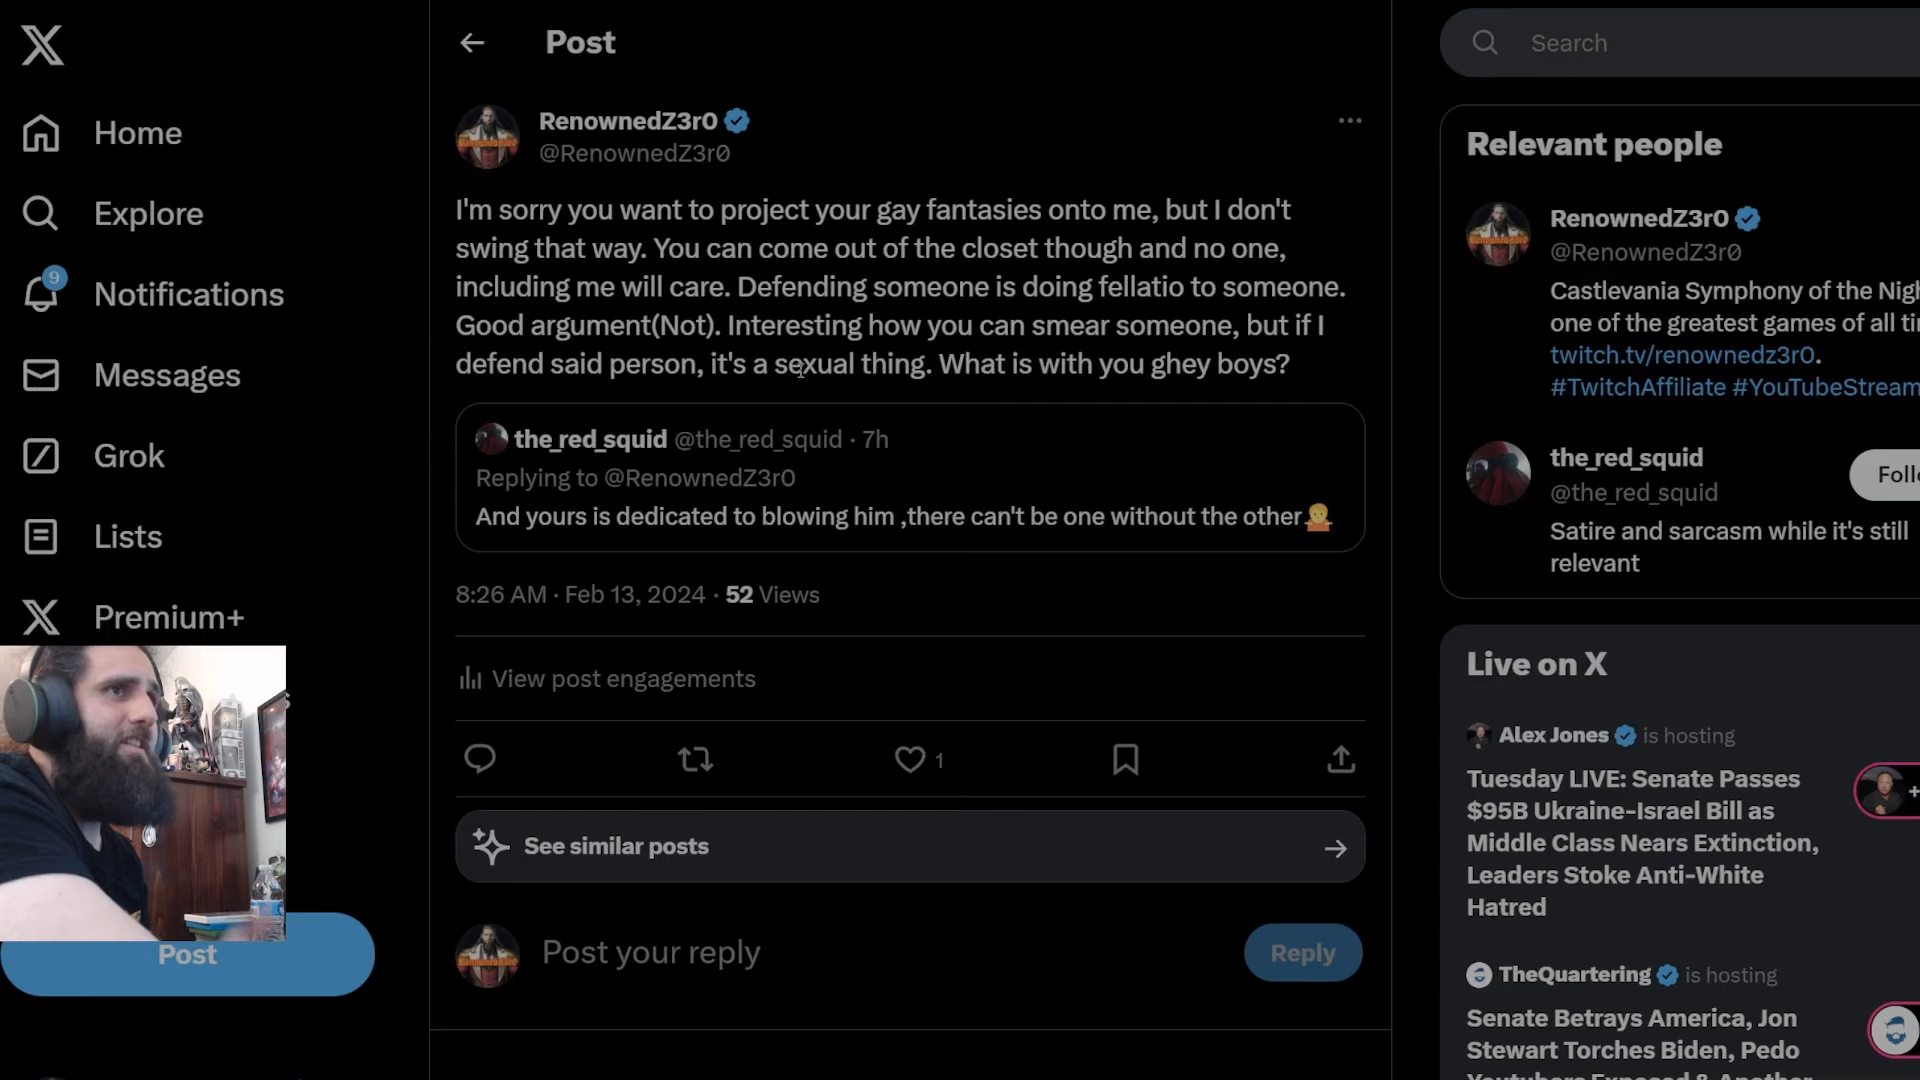 Home
Explore
9
Notifications
Messages
Grok
Lists
Premium+
Post
Post
RenownedZ3r0
@RenownedZ3r0
I'm sorry you want to project your gay fantasies onto me, but I don't
swing that way. You can come out of the closet though and no one,
including me will care. Defending someone is doing fellatio to someone.
Good argument(Not). Interesting how you can smear someone, but if I
defend said person, it's a sexual thing. What is with you ghey boys?
the_red_squid @the_red_squid · 7h
Replying to @RenownedZ3r0
And yours is dedicated to blowing him ,there can't be one without the other
8:26 AM · Feb 13, 2024 · 52 Views
View post engagements
1
See similar posts
Post your reply
Reply
Search
Relevant people
RenownedZ3r0
@RenownedZ3r0
Castlevania Symphony of the Nigh
one of the greatest games of all ti
twitch.tv/renownedz3r0.
#TwitchAffiliate #YouTubeStream
the_red_squid
@the_red_squid
Follo
Satire and sarcasm while it's still
relevant
Live on X
Alex Jones is hosting
Tuesday LIVE: Senate Passes
$95B Ukraine-Israel Bill as
Middle Class Nears Extinction,
Leaders Stoke Anti-White
Hatred
+
TheQuartering is hosting
Senate Betrays America, Jon
Stewart Torches Biden, Pedo